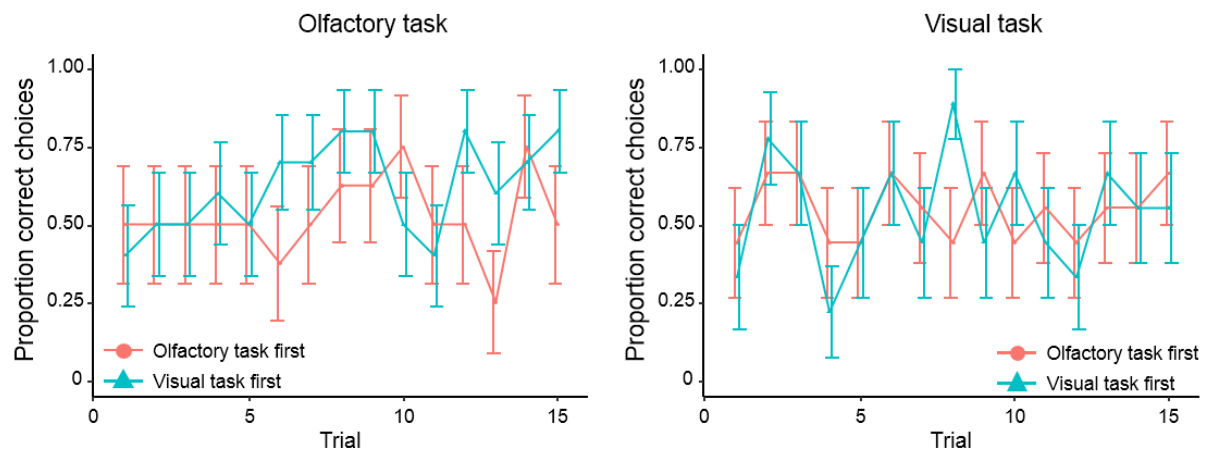 Olfactory task
Proportion correct choices
1.00
0.75
0.50
0.25
0
Olfactory task first
Visual task first
0 5 10 15
Trial
Visual task
Proportion correct choices
1.00
0.75
0.50
0.25
0
Olfactory task first
Visual task first
0 5 10 15
Trial